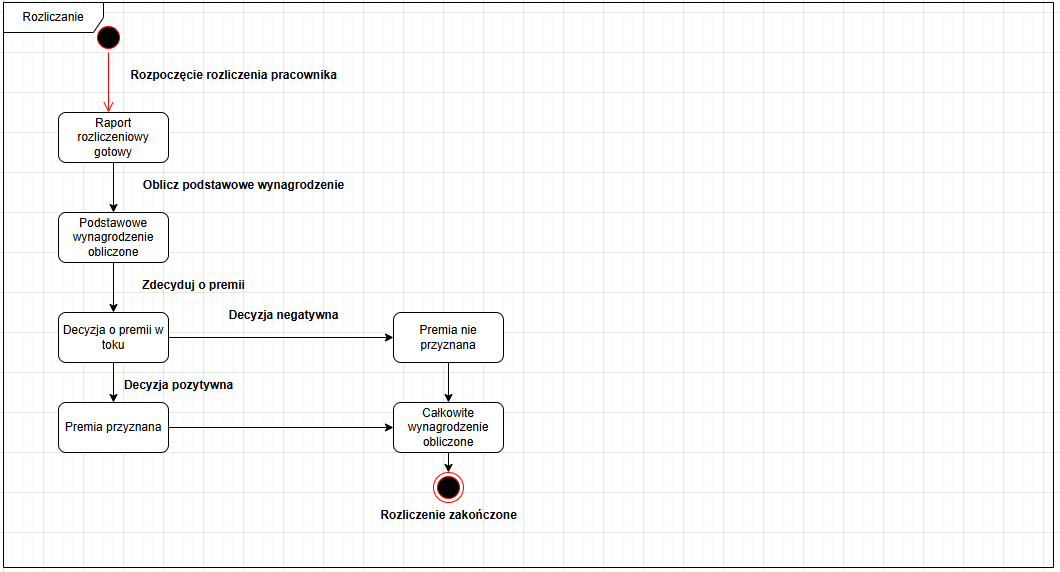 Rozliczanie
Rozpoczęcie rozliczenia pracownika
Raport
rozliczeniowy
gotowy
Oblicz podstawowe wynagrodzenie
Podstawowe
wynagrodzenie
obliczone
Zdecyduj o premii
Decyzja o premii w
toku
Decyzja negatywna
Premia nie
przyznana
Decyzja pozytywna
Premia przyznana
Całkowite
wynagrodzenie
obliczone
Rozliczenie zakończone